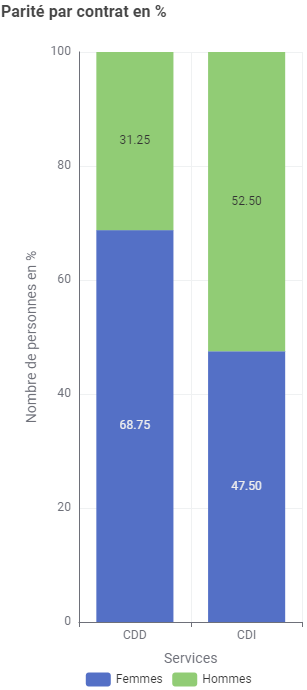 Parité par contrat en %
100
80
60
40
20
0
Nombre de personnes en %
31.25
52.50
68.75
47.50
CDD
CDI
Services
Femmes
Hommes